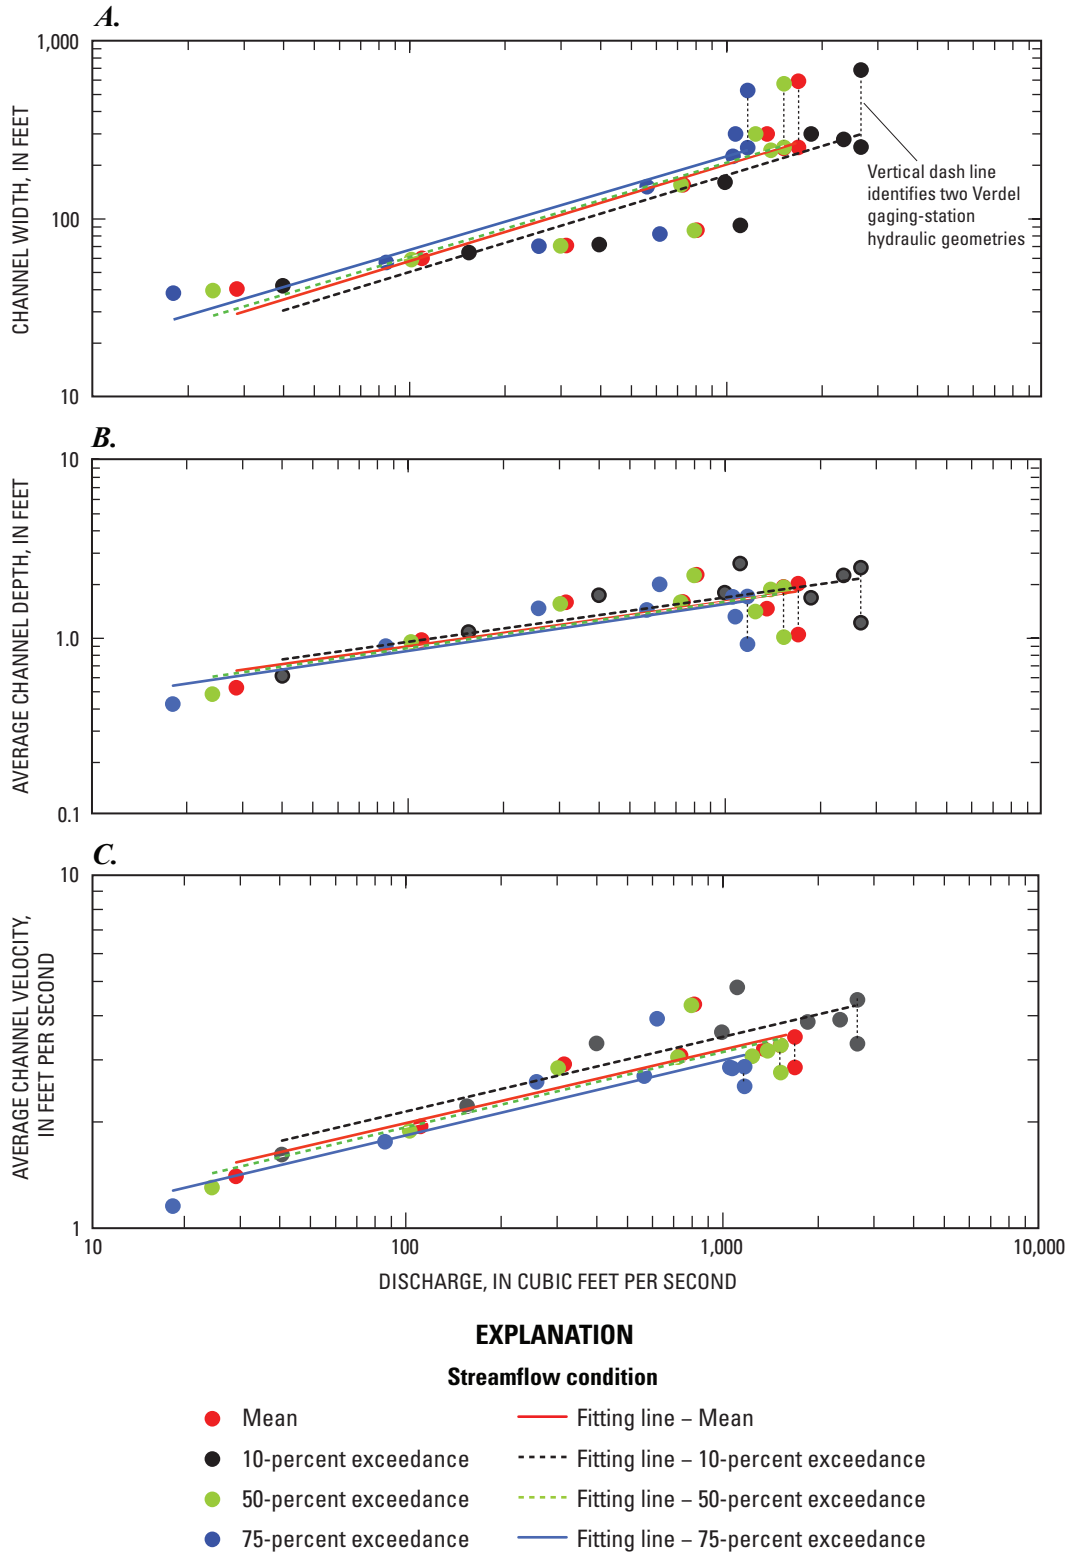 A.
1,000
100
10
CHANNEL WIDTH, IN FEET
Vertical dash line
identifies two Verdel
gaging-station
hydraulic geometries
B.
10
1.0
0.1
AVERAGE CHANNEL DEPTH, IN FEET
C.
10
1
AVERAGE CHANNEL VELOCITY,
IN FEET PER SECOND
10
100
1,000
10,000
DISCHARGE, IN CUBIC FEET PER SECOND
EXPLANATION
Streamflow condition
Mean
Fitting line – Mean
10-percent exceedance
Fitting line – 10-percent exceedance
50-percent exceedance
Fitting line – 50-percent exceedance
75-percent exceedance
Fitting line – 75-percent exceedance